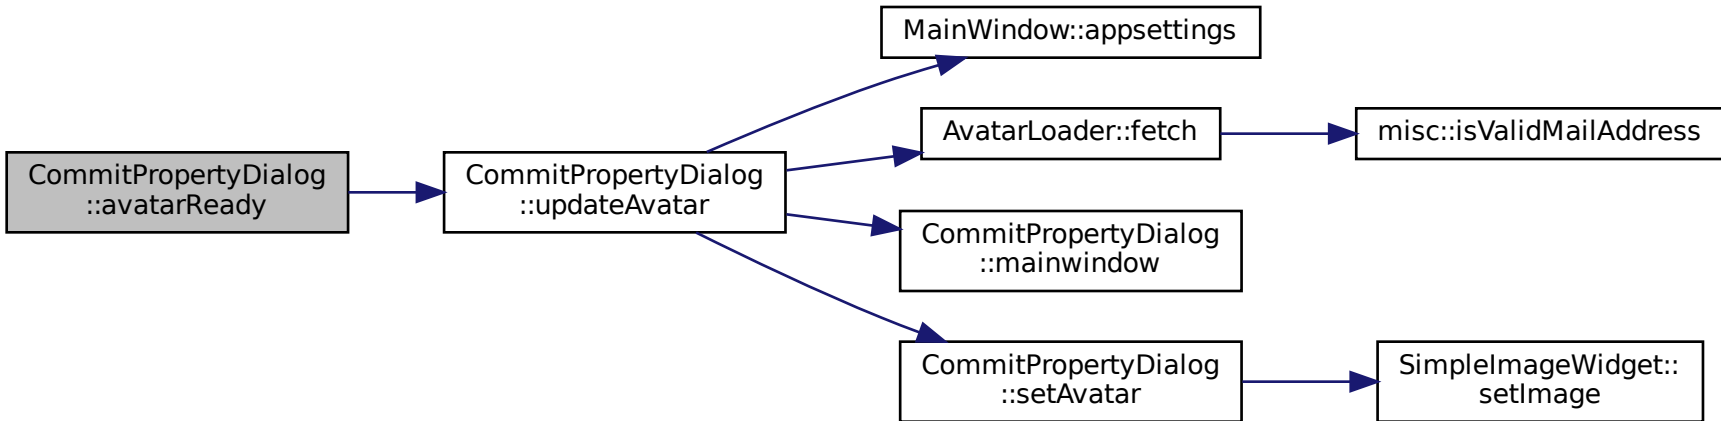 MainWindow::appsettings
AvatarLoader::fetch
misc::isValidMailAddress
CommitPropertyDialog
::avatarReady
CommitPropertyDialog
::updateAvatar
CommitPropertyDialog
::mainwindow
CommitPropertyDialog
::setAvatar
SimpleImageWidget::
setImage